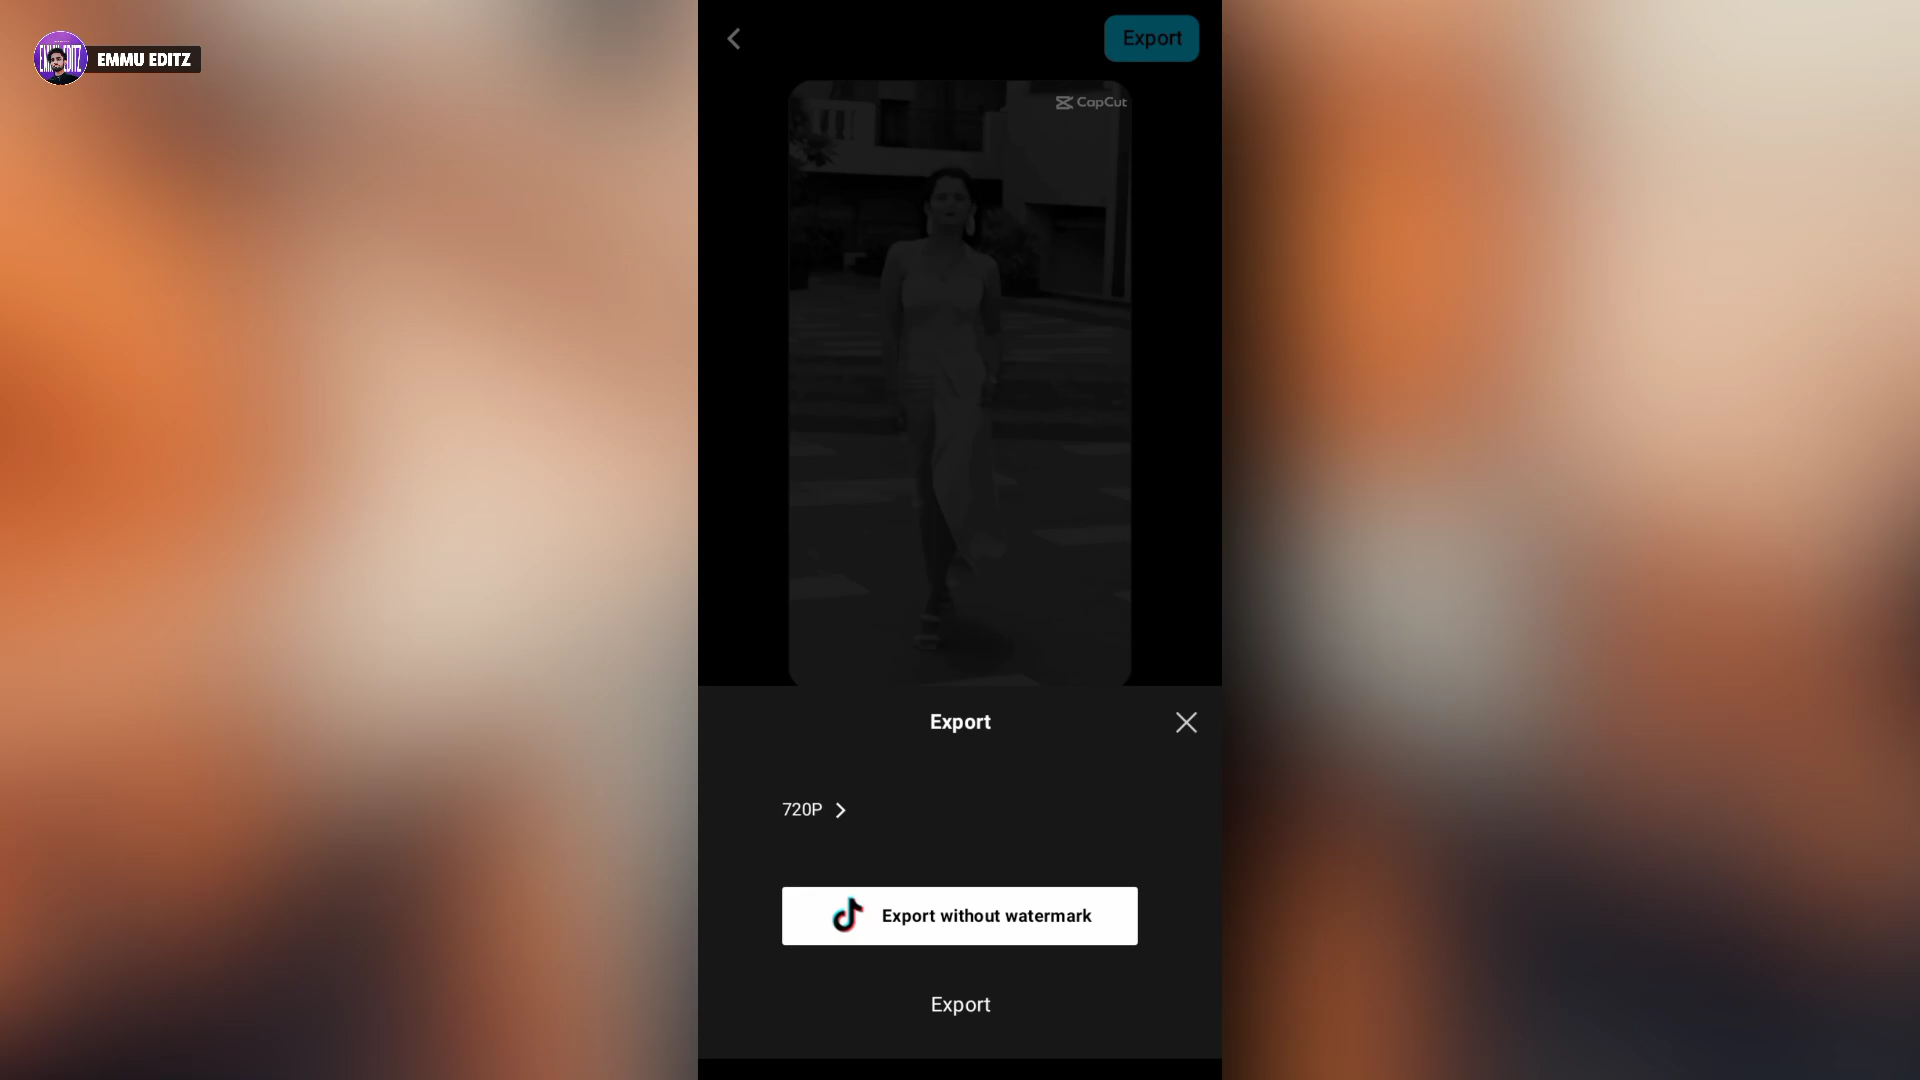 EMMU EDITZ
Export
CapCut
Export
720P
Export without watermark
Export